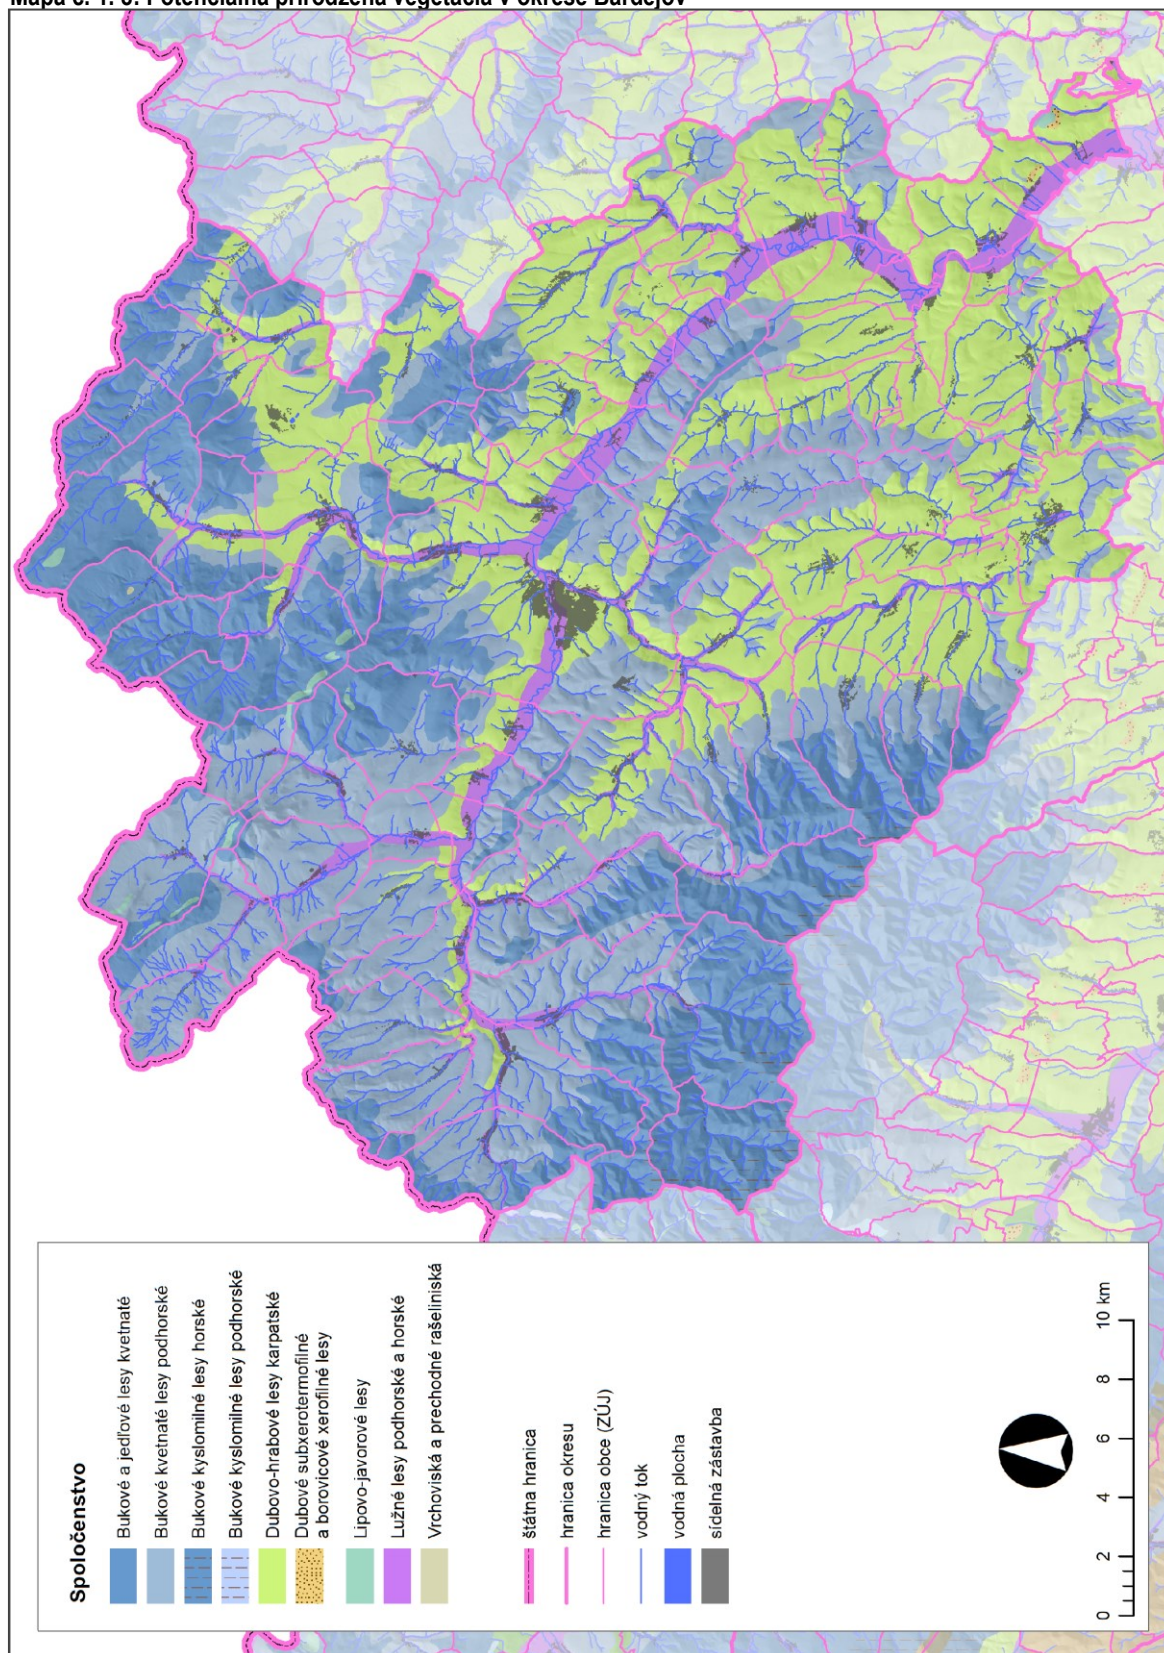 Mapa č. 1. 6: Potenciálna prirodzená vegetácia v okrese Bardejov
Spoločenstvo
Bukové a jedľové lesy kvetnaté
Bukové kvetnaté lesy podhorské
Bukové kyslomilné lesy horské
Bukové kyslomilné lesy podhorské
Dubovo-hrabové lesy karpatské
Dubové subxerotermofilné
a borovicové xerofilné lesy
Lipovo-javorové lesy
Lužné lesy podhorské a horské
Vrchoviská a prechodné rašeliniská
štátna hranica
hranica okresu
hranica obce (ZÚJ)
vodný tok
vodná plocha
sídelná zástavba
0 2 4 6 8 10 km